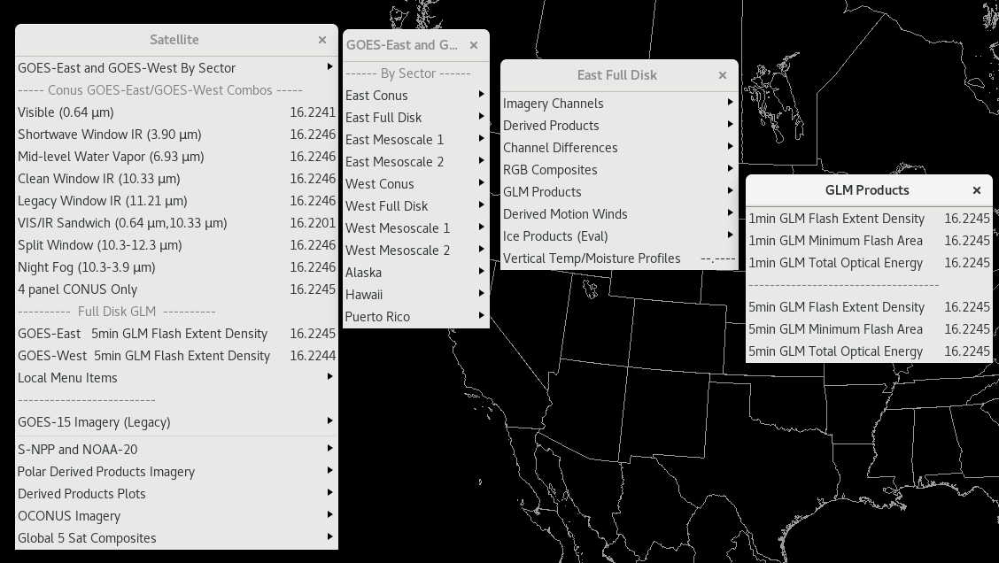 Satellite ×
GOES-East and GOES-West By Sector
----- Conus GOES-East/GOES-West Combos -----
Visible (0.64 µm) 16.2241
Shortwave Window IR (3.90 µm) 16.2246
Mid-level Water Vapor (6.93 µm) 16.2246
Clean Window IR (10.33 µm) 16.2246
Legacy Window IR (11.21 µm) 16.2246
VIS/IR Sandwich (0.64 µm,10.33 µm) 16.2201
Split Window (10.3-12.3 µm) 16.2246
Night Fog (10.3-3.9 µm) 16.2246
4 panel CONUS Only 16.2245
---------- Full Disk GLM ----------
GOES-East 5min GLM Flash Extent Density 16.2245
GOES-West 5min GLM Flash Extent Density 16.2244
Local Menu Items
--------------------------
GOES-15 Imagery (Legacy)
S-NPP and NOAA-20
Polar Derived Products Imagery
Derived Products Plots
OCONUS Imagery
Global 5 Sat Composites
GOES-East and G... ×
------ By Sector ------
East Conus
East Full Disk
East Mesoscale 1
East Mesoscale 2
West Conus
West Full Disk
West Mesoscale 1
West Mesoscale 2
Alaska
Hawaii
Puerto Rico
East Full Disk ×
Imagery Channels
Derived Products
Channel Differences
RGB Composites
GLM Products
Derived Motion Winds
Ice Products (Eval)
Vertical Temp/Moisture Profiles --.----
GLM Products ×
1min GLM Flash Extent Density 16.2245
1min GLM Minimum Flash Area 16.2245
1min GLM Total Optical Energy 16.2245
------------------------------------
5min GLM Flash Extent Density 16.2245
5min GLM Minimum Flash Area 16.2245
5min GLM Total Optical Energy 16.2245